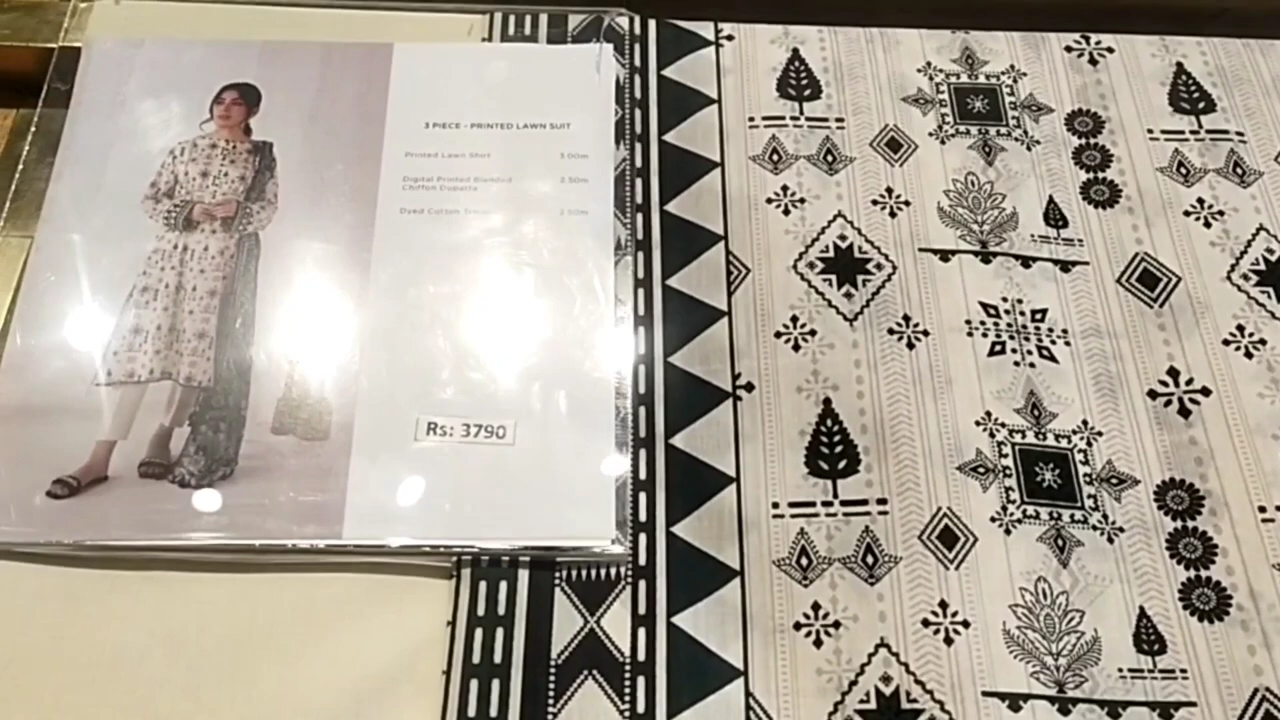 3 PIECE - PRINTED LAWN SUIT
Printed Lawn Shirt 3.00m
Digital Printed Blended 2.50m
Chiffon Dupatta
Dyed Cotton Trouser 2.50m
Rs: 3790